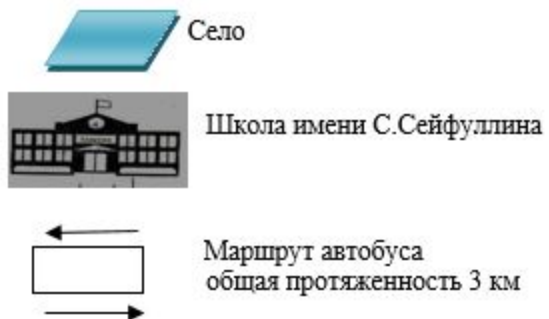 Село
Школа имени С.Сейфуллина
Маршрут автобуса
общая протяженность 3 км